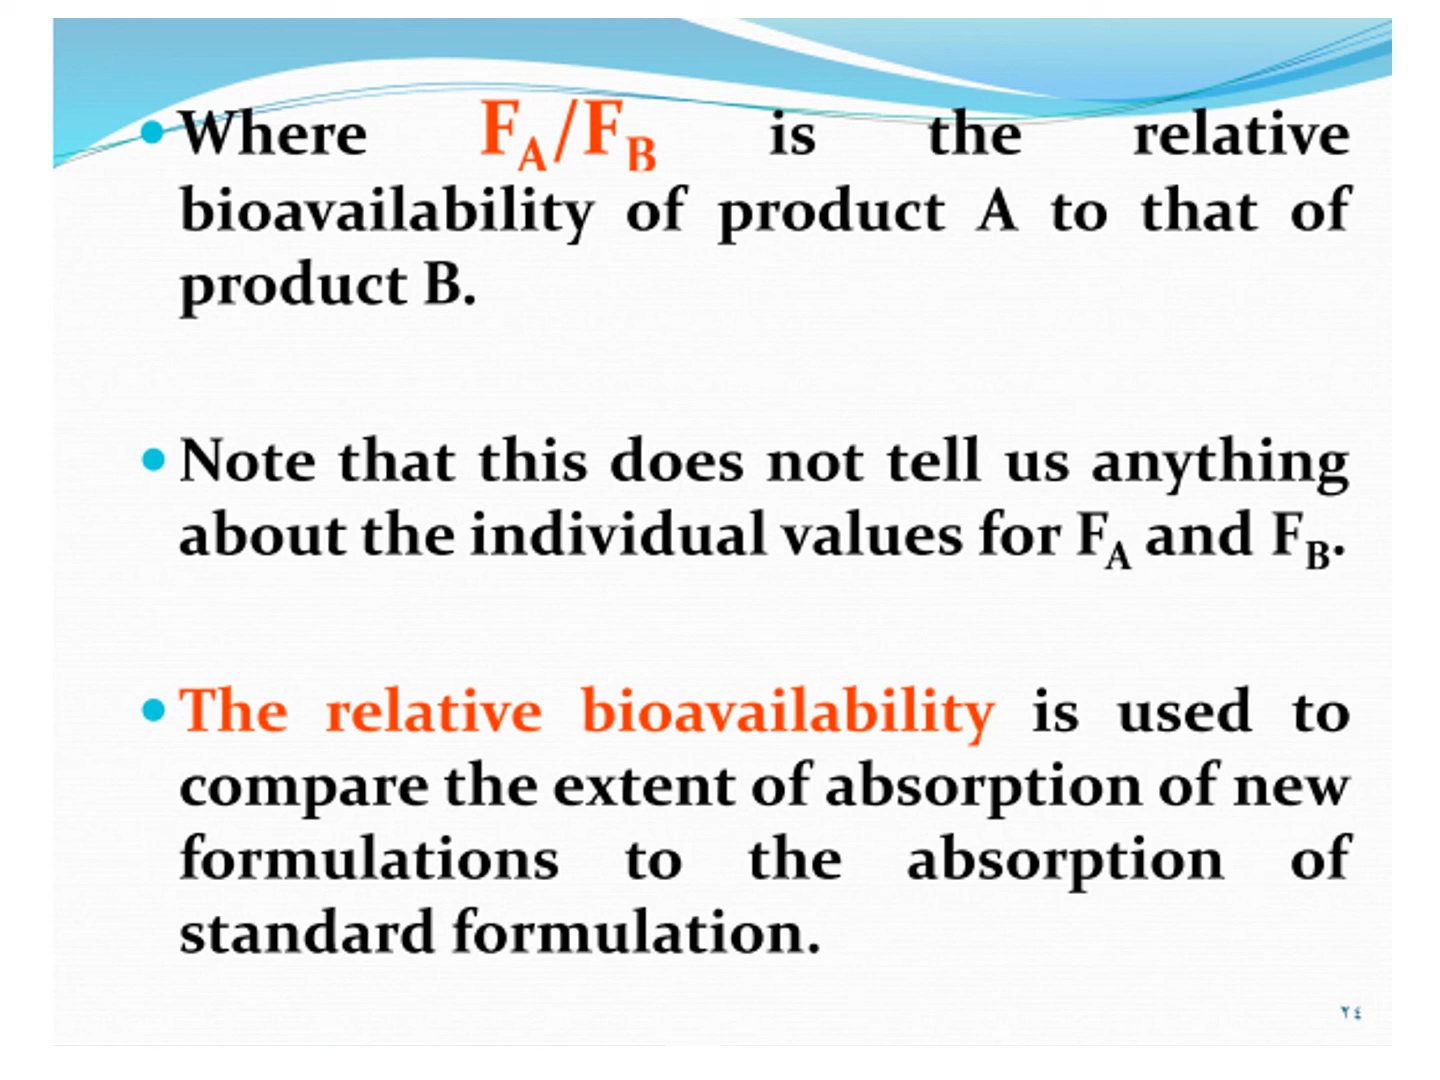 • Where F_A/F_B is the relative
bioavailability of product A to that of
product B.
• Note that this does not tell us anything
about the individual values for F_A and F_B.
• The relative bioavailability is used to
compare the extent of absorption of new
formulations to the absorption of
standard formulation.
٢٤